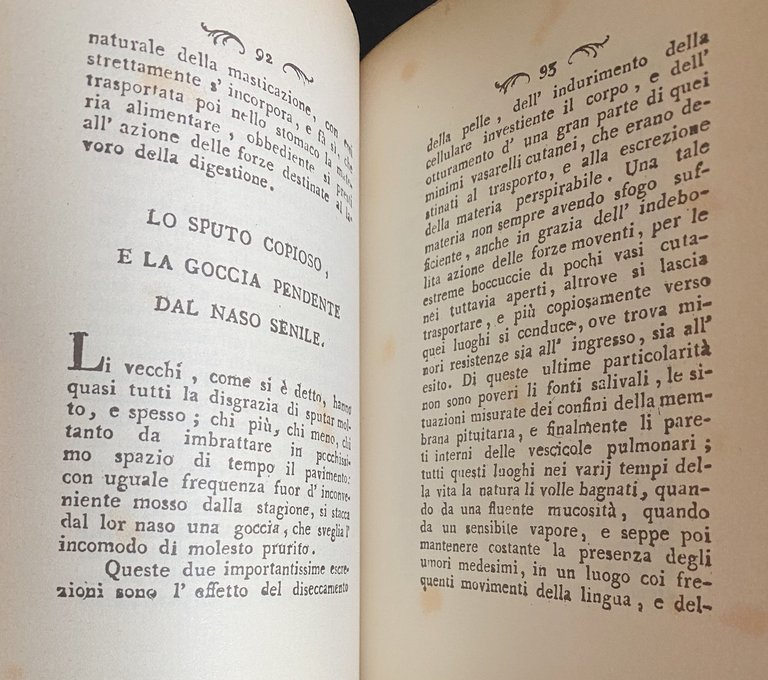 92
naturale della masticazione, con essi
strettamente s' incorpora, e fà sì, che
trasportata poi nello stomaco la mate-
ria alimentare, obbediente si presti
all' azione delle forze destinate al la-
voro della digestione.
LO SPUTO COPIOSO,
E LA GOCCIA PENDENTE
DAL NASO SENILE.
Li vecchi, come si è detto, hanno
quasi tutti la disgrazia di sputar mol-
to, e spesso; chi più, chi meno, chi
tanto da imbrattare in pochissi-
mo spazio di tempo il pavimento:
con uguale frequenza fuor d' inconve-
niente mosso dalla stagione, si stacca
dal lor naso una goccia, che sveglia l'
incomodo di molesto prurito.
Queste due importantissime escre-
zioni sono l' effetto del diseccamento
93
della pelle, dell' indurimento della
cellulare investiente il corpo, e dell'
otturamento d' una gran parte di quei
minimi vasarelli cutanei, che erano de-
stinati al trasporto, e alla escrezione
della materia perspirabile. Una tale
materia non sempre avendo sfogo suf-
ficiente, anche in grazia dell' indebo-
lita azione delle forze moventi, per le
estreme boccuccie di pochi vasi cuta-
nei tuttavia aperti, altrove si lascia
trasportare, e più copiosamente verso
quei luoghi si conduce, ove trova mi-
nori resistenze sia all' ingresso, sia all'
esito. Di queste ultime particolarità
non sono poveri li fonti salivali, le si-
tuazioni misurate dei confini della mem-
brana pituitaria, e finalmente li pare-
ti interni delle vescicole pulmonari;
tutti questi luoghi nei varij tempi del-
la vita la natura li volle bagnati, quan-
do da una fluente mucosità, quando
da un sensibile vapore, e seppe poi
mantenere costante la presenza degli
umori medesimi, in un luogo coi fre-
quenti movimenti della lingua, e del-